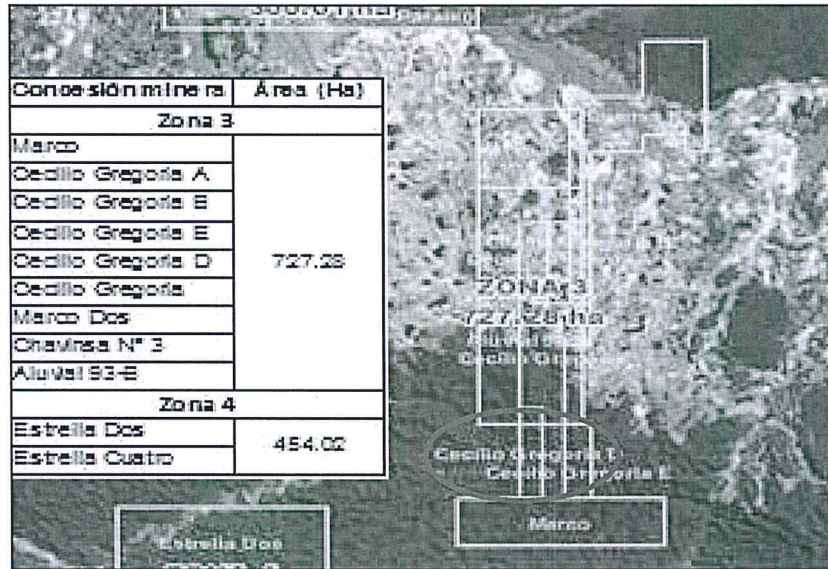 Concesión minera Área (Ha)
Zona 3
Marco
Cecilio Gregoria A
Cecilio Gregoria B
Cecilio Gregoria E
Cecilio Gregoria D
Cecilio Gregoria
Marco Dos
Chavinsa N° 3
Aluvial 93-B
727.28
Zona 4
Estrella Dos
Estrella Cuatro
454.02
ZONA 3
727.28 ha
Cecilio Gregoria
Cecilio Gregoria E
Marco
Estrella Dos